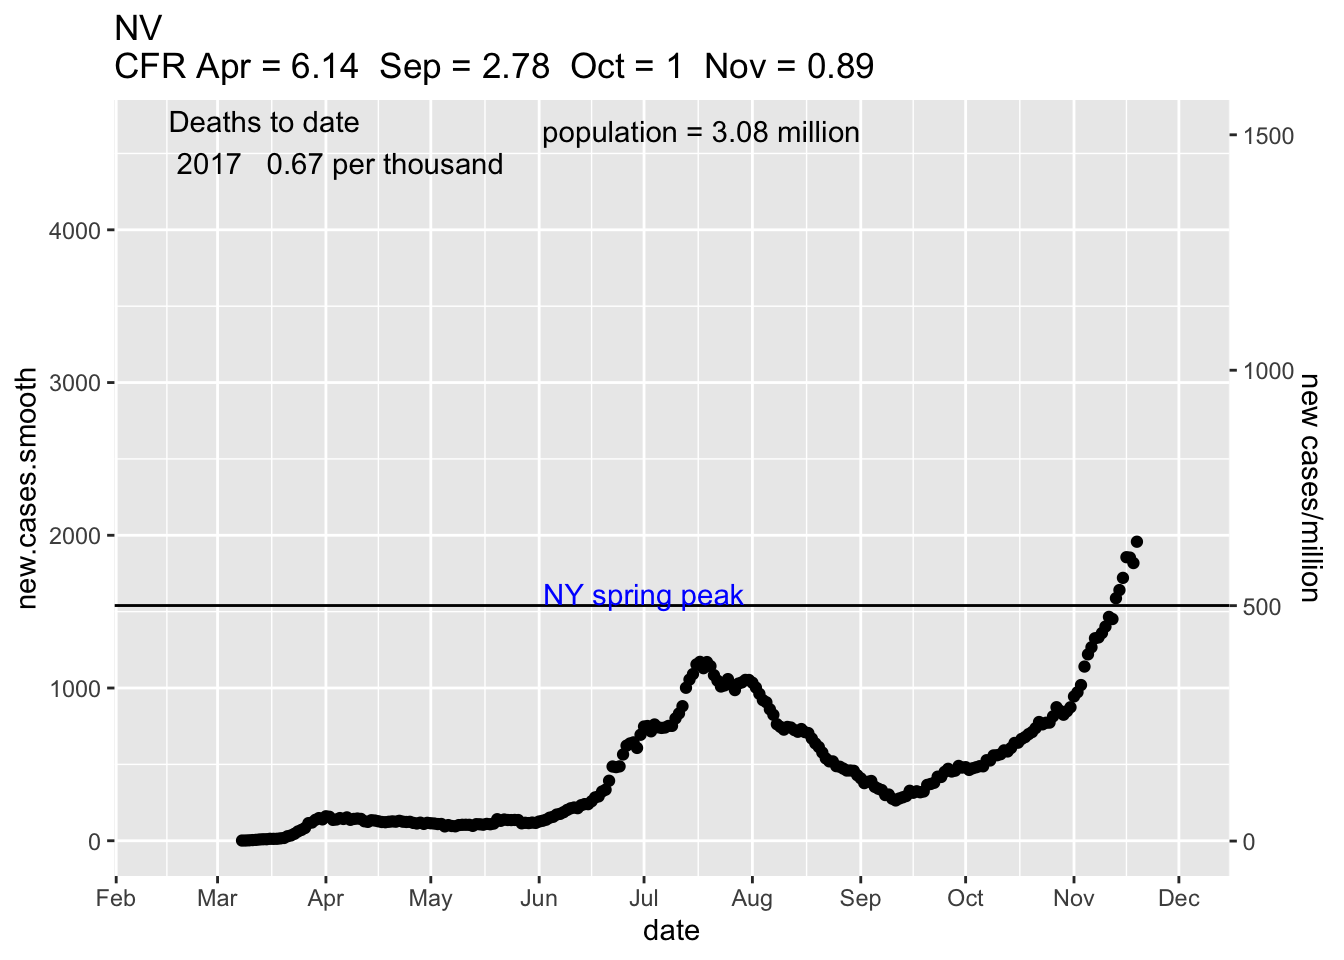 NV
CFR Apr = 6.14  Sep = 2.78  Oct = 1  Nov = 0.89
Deaths to date
2017   0.67 per thousand
population = 3.08 million
NY spring peak
new.cases.smooth
4000
3000
2000
1000
0
new cases/million
1500
1000
500
0
Feb Mar Apr May Jun Jul Aug Sep Oct Nov Dec
date